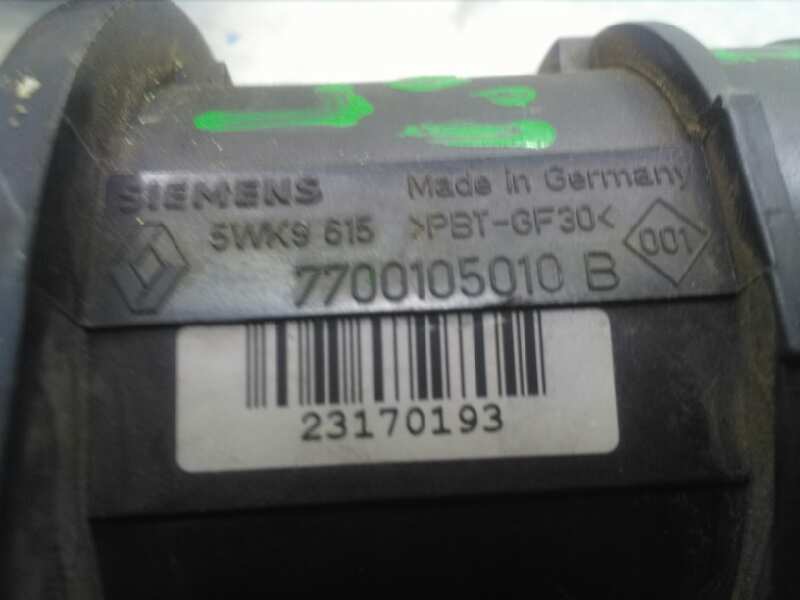 SIEMENS Made in Germany
5WK9 615 >PBT-GF30<
7700105010 B 001
23170193